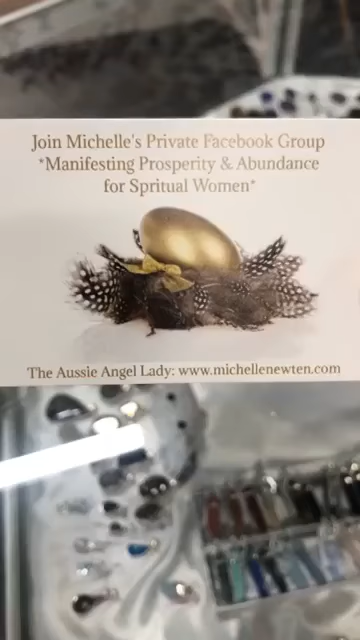 Join Michelle's Private Facebook Group
*Manifesting Prosperity & Abundance
for Spritual Women*
The Aussie Angel Lady: www.michellenewten.com